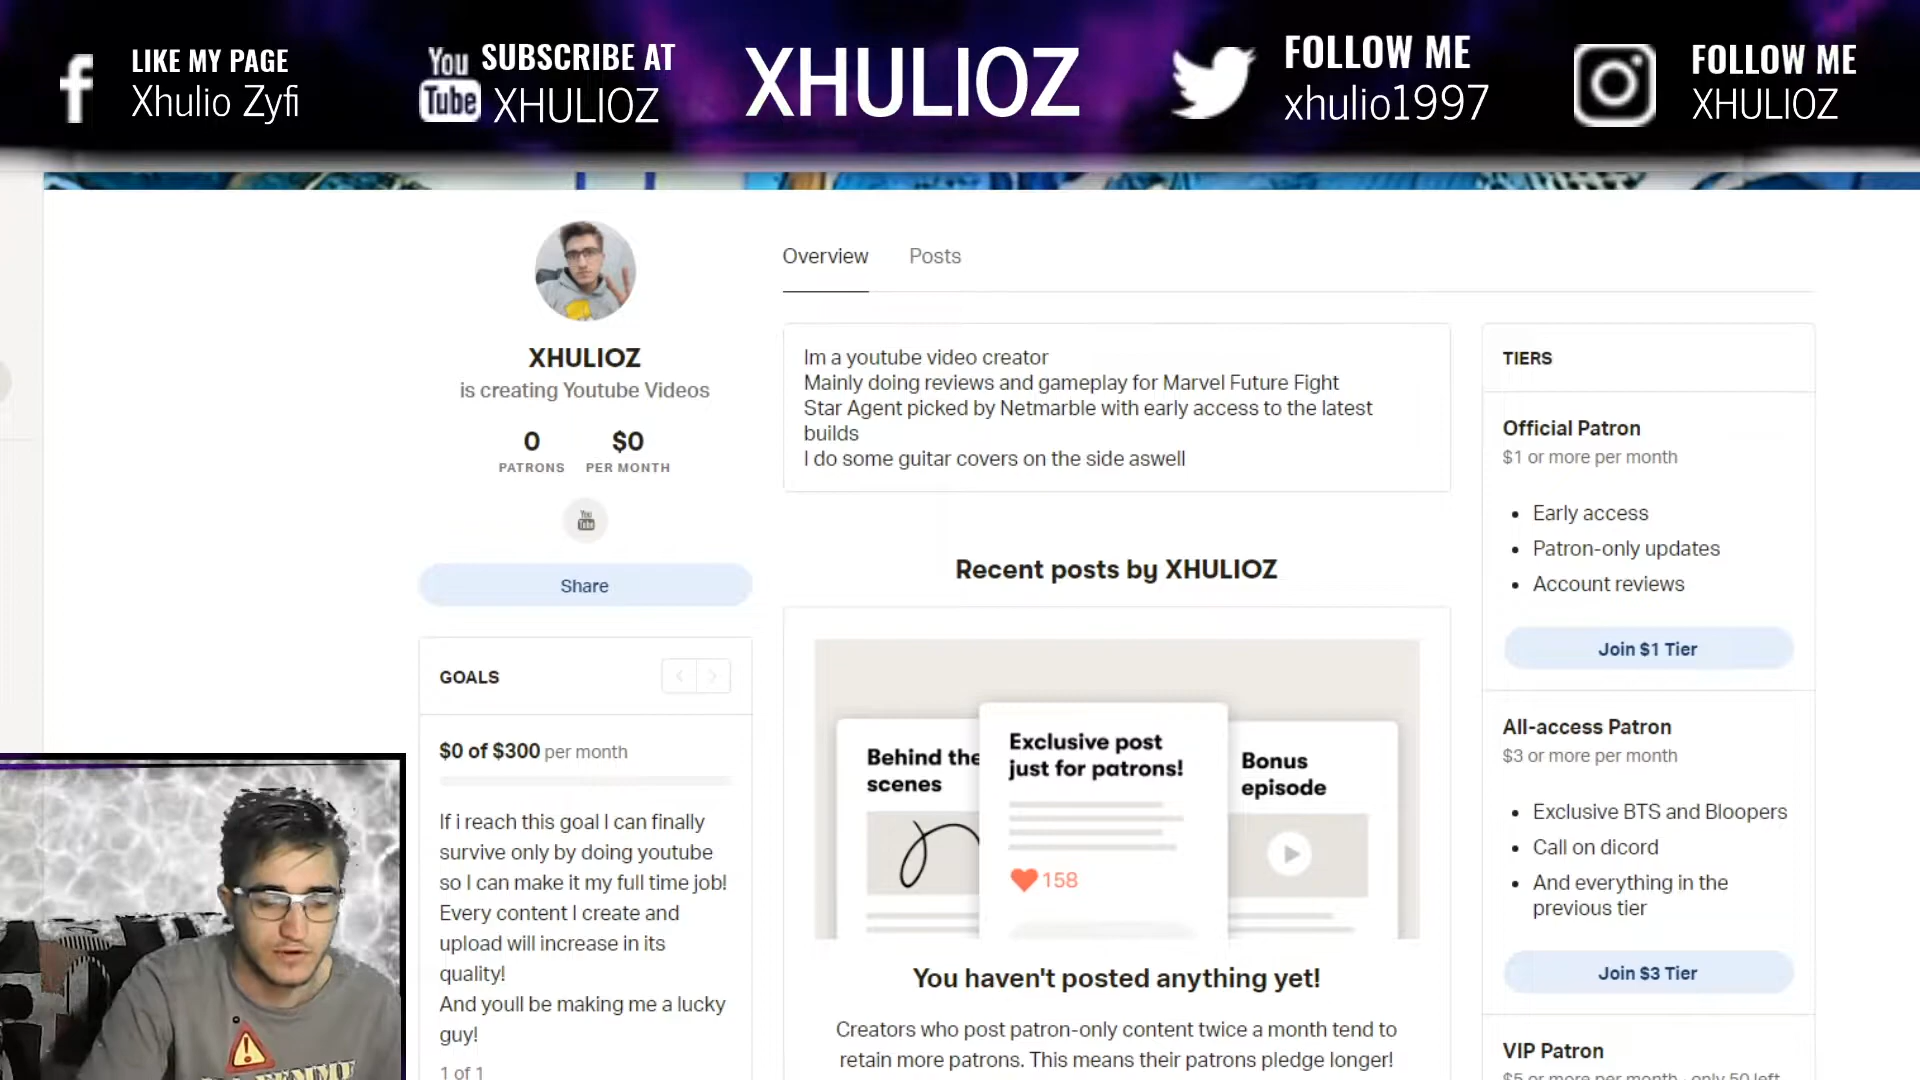 LIKE MY PAGE
Xhulio Zyfi
You Tube
SUBSCRIBE AT
XHULIOZ
XHULIOZ
FOLLOW ME
xhulio1997
FOLLOW ME
XHULIOZ
XHULIOZ
is creating Youtube Videos
0
PATRONS
$0
PER MONTH
You Tube
Share
GOALS
$0 of $300 per month
If i reach this goal I can finally
survive only by doing youtube
so I can make it my full time job!
Every content I create and
upload will increase in its
quality!
And youll be making me a lucky
guy!
1 of 1
Overview
Posts
Im a youtube video creator
Mainly doing reviews and gameplay for Marvel Future Fight
Star Agent picked by Netmarble with early access to the latest
builds
I do some guitar covers on the side aswell
Recent posts by XHULIOZ
Behind the
scenes
Exclusive post
just for patrons!
158
Bonus
episode
You haven't posted anything yet!
Creators who post patron-only content twice a month tend to
retain more patrons. This means their patrons pledge longer!
TIERS
Official Patron
$1 or more per month
Early access
Patron-only updates
Account reviews
Join $1 Tier
All-access Patron
$3 or more per month
Exclusive BTS and Bloopers
Call on dicord
And everything in the
previous tier
Join $3 Tier
VIP Patron
$5 or more per month · only 50 left